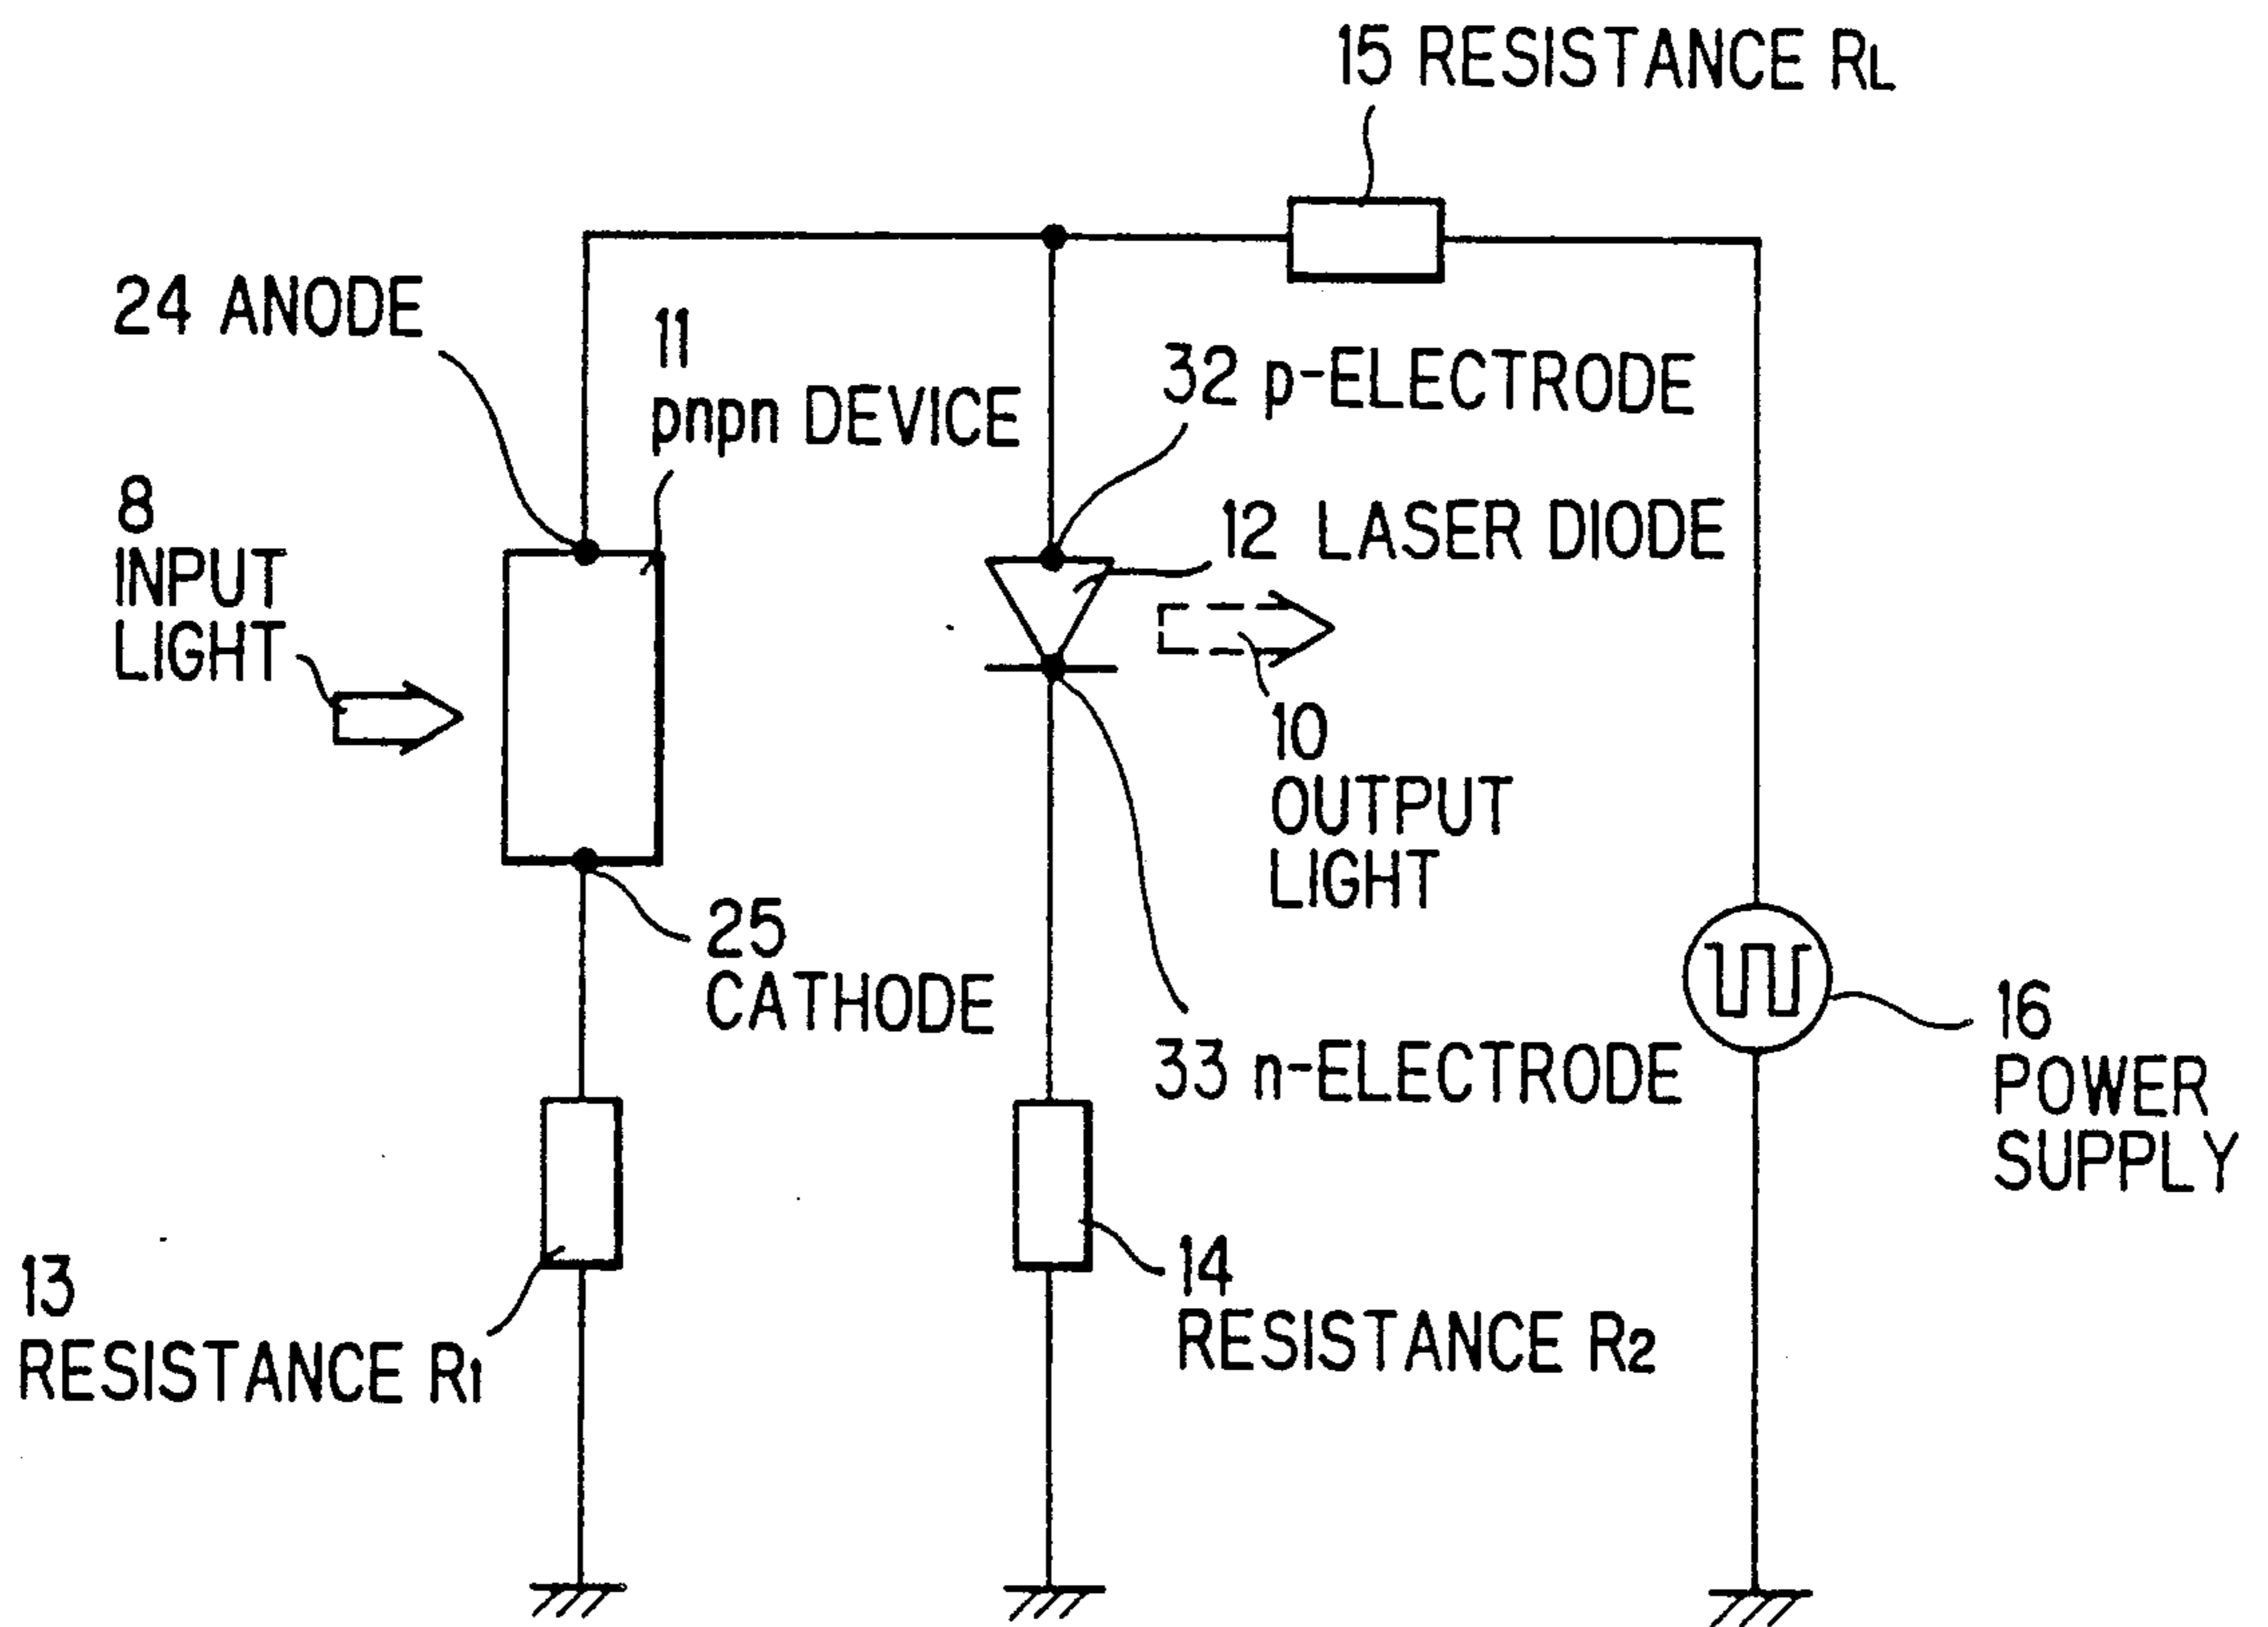 15 RESISTANCE RL
24 ANODE
11
pnpn DEVICE
32 p-ELECTRODE
8
INPUT
LIGHT
12 LASER DIODE
10
OUTPUT
LIGHT
25
CATHODE
33 n-ELECTRODE
16
POWER
SUPPLY
13
RESISTANCE R1
14
RESISTANCE R2